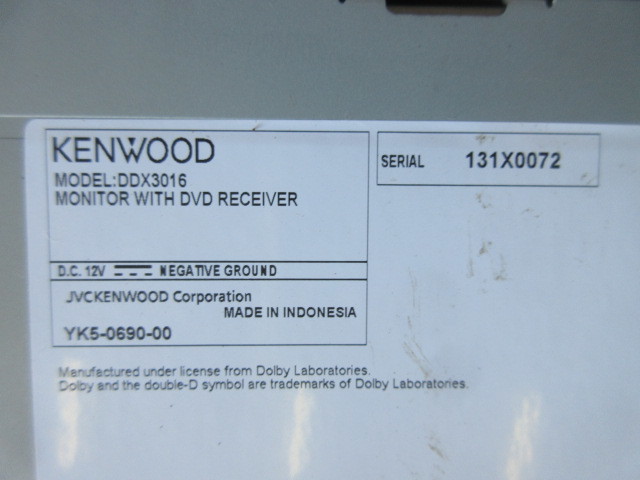 KENWOOD
MODEL:DDX3016
MONITOR WITH DVD RECEIVER
SERIAL 131X0072
D.C. 12V NEGATIVE GROUND
JVCKENWOOD Corporation
MADE IN INDONESIA
YK5-0690-00
Manufactured under license from Dolby Laboratories.
Dolby and the double-D symbol are trademarks of Dolby Laboratories.